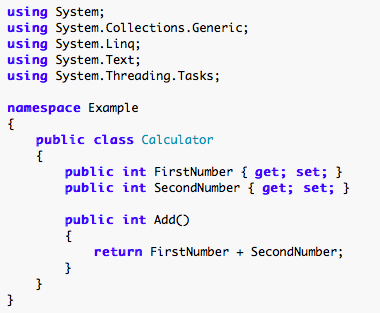 using System;
using System.Collections.Generic;
using System.Linq;
using System.Text;
using System.Threading.Tasks;

namespace Example
{
    public class Calculator
    {
        public int FirstNumber { get; set; }
        public int SecondNumber { get; set; }

        public int Add()
        {
            return FirstNumber + SecondNumber;
        }
    }
}